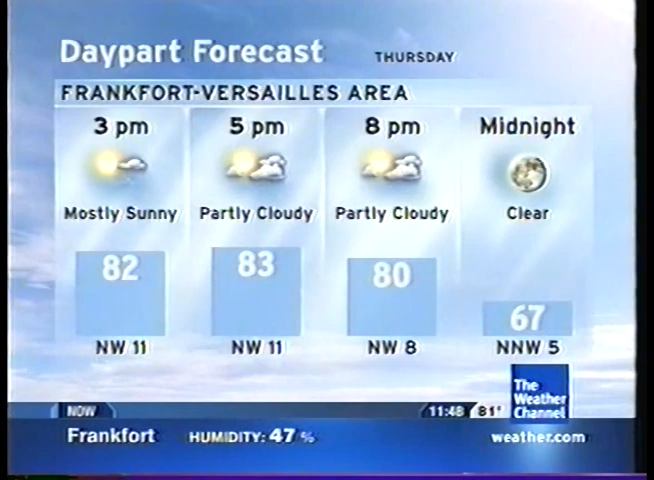 Daypart Forecast THURSDAY
FRANKFORT-VERSAILLES AREA
3 pm 5 pm 8 pm Midnight
Mostly Sunny Partly Cloudy Partly Cloudy Clear
82 83 80 67
NW 11 NW 11 NW 8 NNW 5
The
Weather
Channel
NOW 11:48 81°
Frankfort HUMIDITY: 47 % weather.com